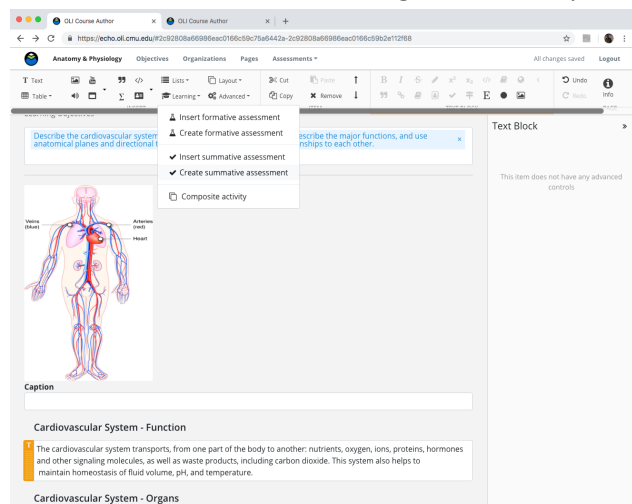 OLI Course Author
OLI Course Author
https://echo.oli.cmu.edu/#2c92808a66986eac0166c59c75a6442a-2c92808a66986eac0166c59b2e112f68
Anatomy & Physiology Objectives Organizations Pages Assessments
All changes saved Logout
T Text
Lists
Layout
Cut
Paste
Undo
Table
Learning
Advanced
Copy
Remove
Redo
Info
Insert formative assessment
Create formative assessment
Insert summative assessment
Create summative assessment
Composite activity
Describe the cardiovascular system
escribe the major functions, and use
anatomical planes and directional
nships to each other.
Text Block
This item does not have any advanced
controls
Veins
(blue)
Arteries
(red)
Heart
Caption
Cardiovascular System - Function
The cardiovascular system transports, from one part of the body to another: nutrients, oxygen, ions, proteins, hormones
and other signaling molecules, as well as waste products, including carbon dioxide. This system also helps to
maintain homeostasis of fluid volume, pH, and temperature.
Cardiovascular System - Organs